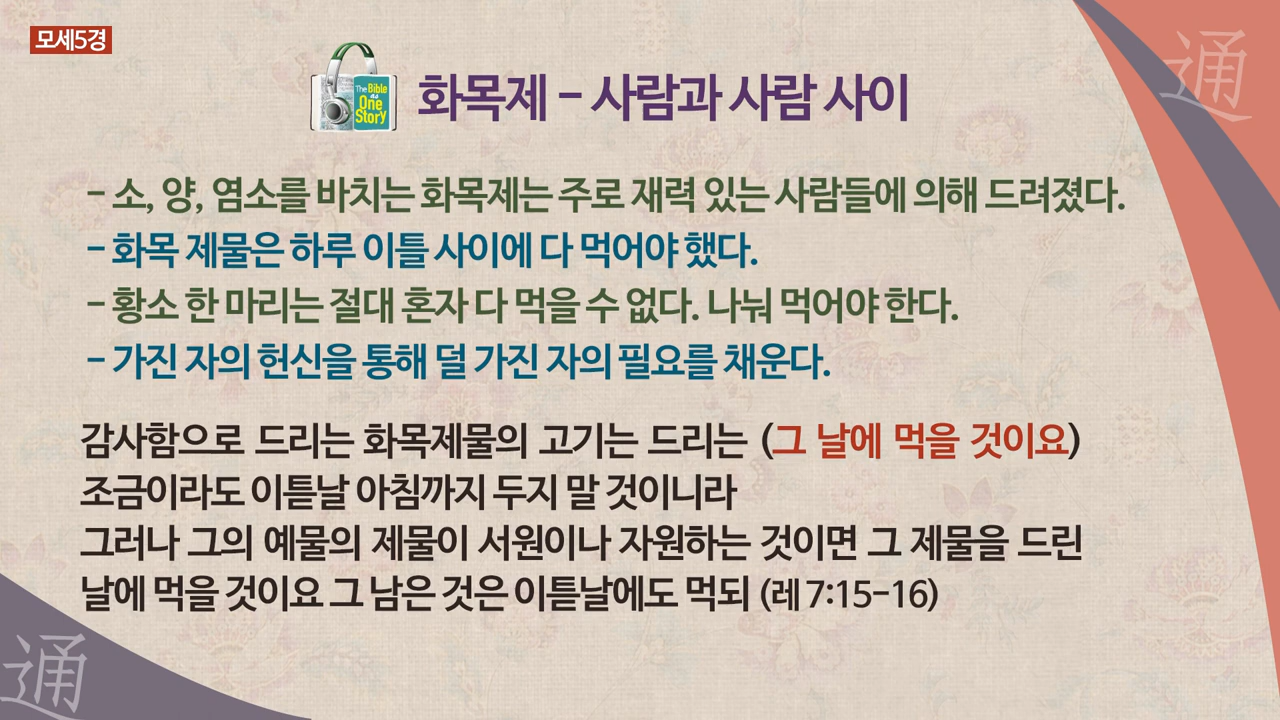 모세5경
The Bible
as
One
Story
화목제 - 사람과 사람 사이
- 소, 양, 염소를 바치는 화목제는 주로 재력 있는 사람들에 의해 드려졌다.
- 화목 제물은 하루 이틀 사이에 다 먹어야 했다.
- 황소 한 마리는 절대 혼자 다 먹을 수 없다. 나눠 먹어야 한다.
- 가진 자의 헌신을 통해 덜 가진 자의 필요를 채운다.
감사함으로 드리는 화목제물의 고기는 드리는 (그 날에 먹을 것이요)
조금이라도 이튿날 아침까지 두지 말 것이니라
그러나 그의 예물의 제물이 서원이나 자원하는 것이면 그 제물을 드린
날에 먹을 것이요 그 남은 것은 이튿날에도 먹되 (레 7:15-16)
通
通